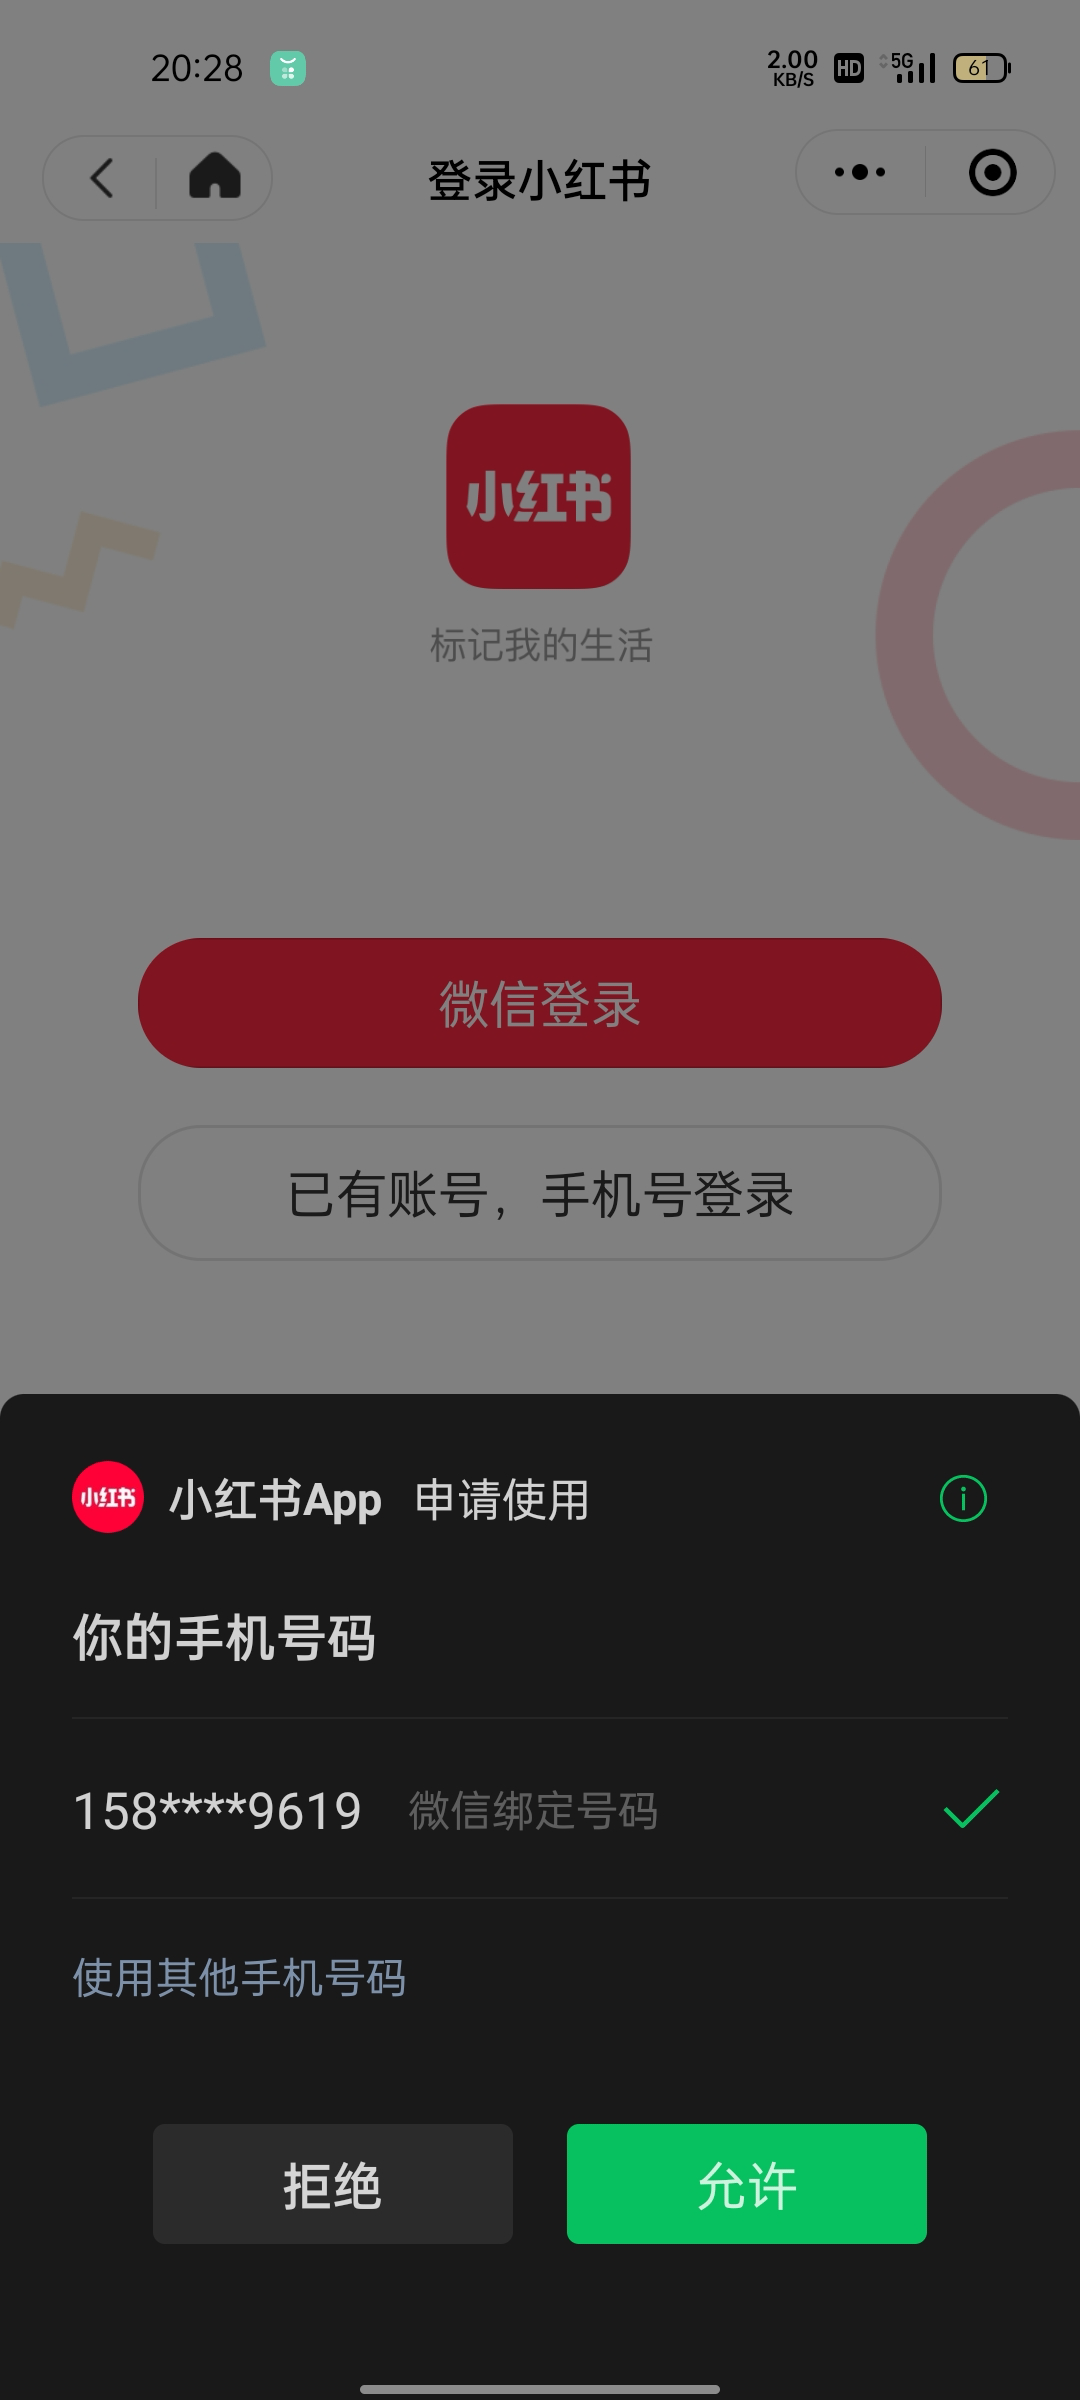 20:28
2.00
KB/S
HD
5G
61
登录小红书
小红书
标记我的生活
微信登录
已有账号，手机号登录
小红书
小红书App 申请使用
你的手机号码
158****9619 微信绑定号码
使用其他手机号码
拒绝
允许